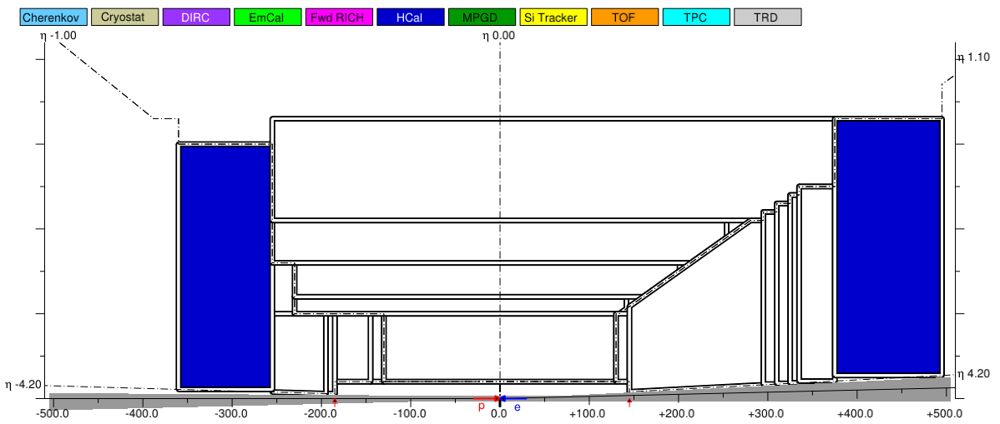 Cherenkov Cryostat DIRC EmCal Fwd RICH HCal MPGD Si Tracker TOF TPC TRD
η -1.00 η 0.00
η 1.10
η -4.20 η 4.20
-500.0 -400.0 -300.0 -200.0 -100.0 0.0 +100.0 +200.0 +300.0 +400.0 +500.0
p e